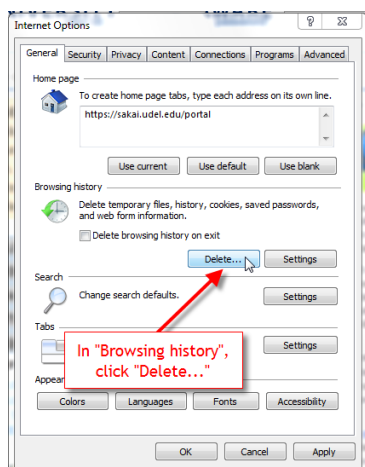 Internet Options
General Security Privacy Content Connections Programs Advanced
Home page
To create home page tabs, type each address on its own line.
https://sakai.udel.edu/portal
Use current Use default Use blank
Browsing history
Delete temporary files, history, cookies, saved passwords,
and web form information.
Delete browsing history on exit
Delete... Settings
Search
Change search defaults. Settings
Tabs
Settings
In "Browsing history",
click "Delete..."
Appear
Colors Languages Fonts Accessibility
OK Cancel Apply